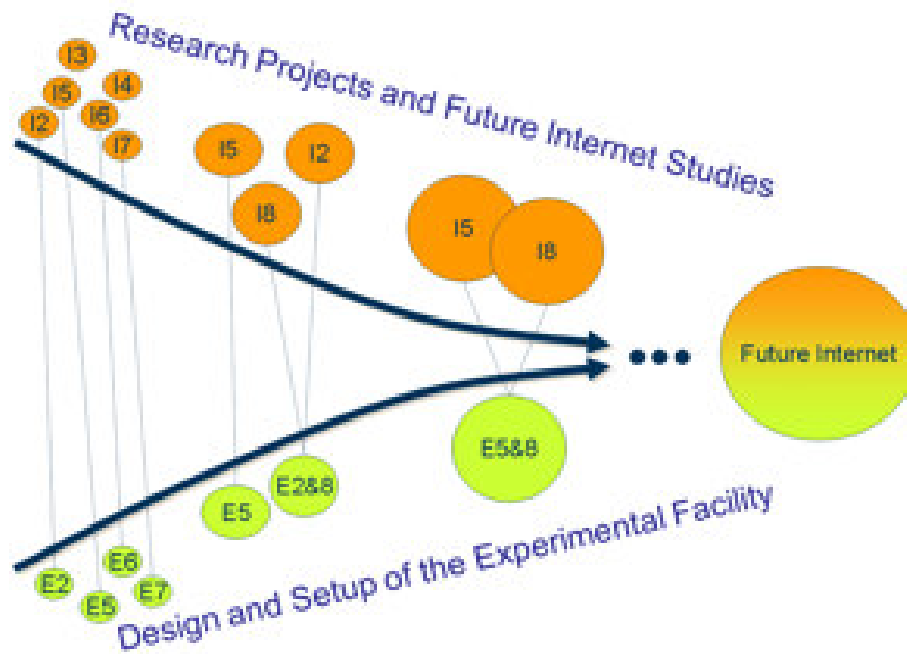 Research Projects and Future Internet Studies
I3
I5
I4
I2
I6
I7
I5
I2
I8
I5
I8
Future Internet
E5&8
E2&8
E5
E6
E2
E7
E5
Design and Setup of the Experimental Facility